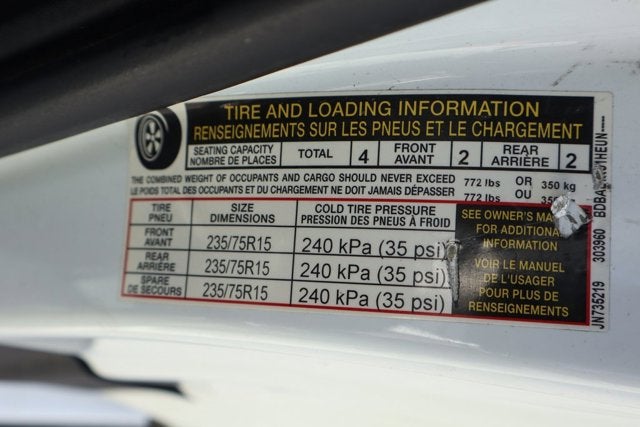 TIRE AND LOADING INFORMATION
RENSEIGNEMENTS SUR LES PNEUS ET LE CHARGEMENT
SEATING CAPACITY
NOMBRE DE PLACES
TOTAL 4
FRONT
AVANT
2
REAR
ARRIÈRE
2
THE COMBINED WEIGHT OF OCCUPANTS AND CARGO SHOULD NEVER EXCEED 772 lbs OR 350 kg
LE POIDS TOTAL DES OCCUPANTS ET DU CHARGEMENT NE DOIT JAMAIS DÉPASSER 772 lbs OU
TIRE
PNEU
SIZE
DIMENSIONS
COLD TIRE PRESSURE
PRESSION DES PNEUS À FROID
FRONT
AVANT
235/75R15
240 kPa (35 psi)
REAR
ARRIÈRE
235/75R15
240 kPa (35 psi)
SPARE
DE SECOURS
235/75R15
240 kPa (35 psi)
SEE OWNER'S
FOR ADDITIONA
INFORMATION
VOIR LE MANUEL
DE L'USAGER
POUR PLUS DE
RENSEIGNEMENTS
JN735219 303960